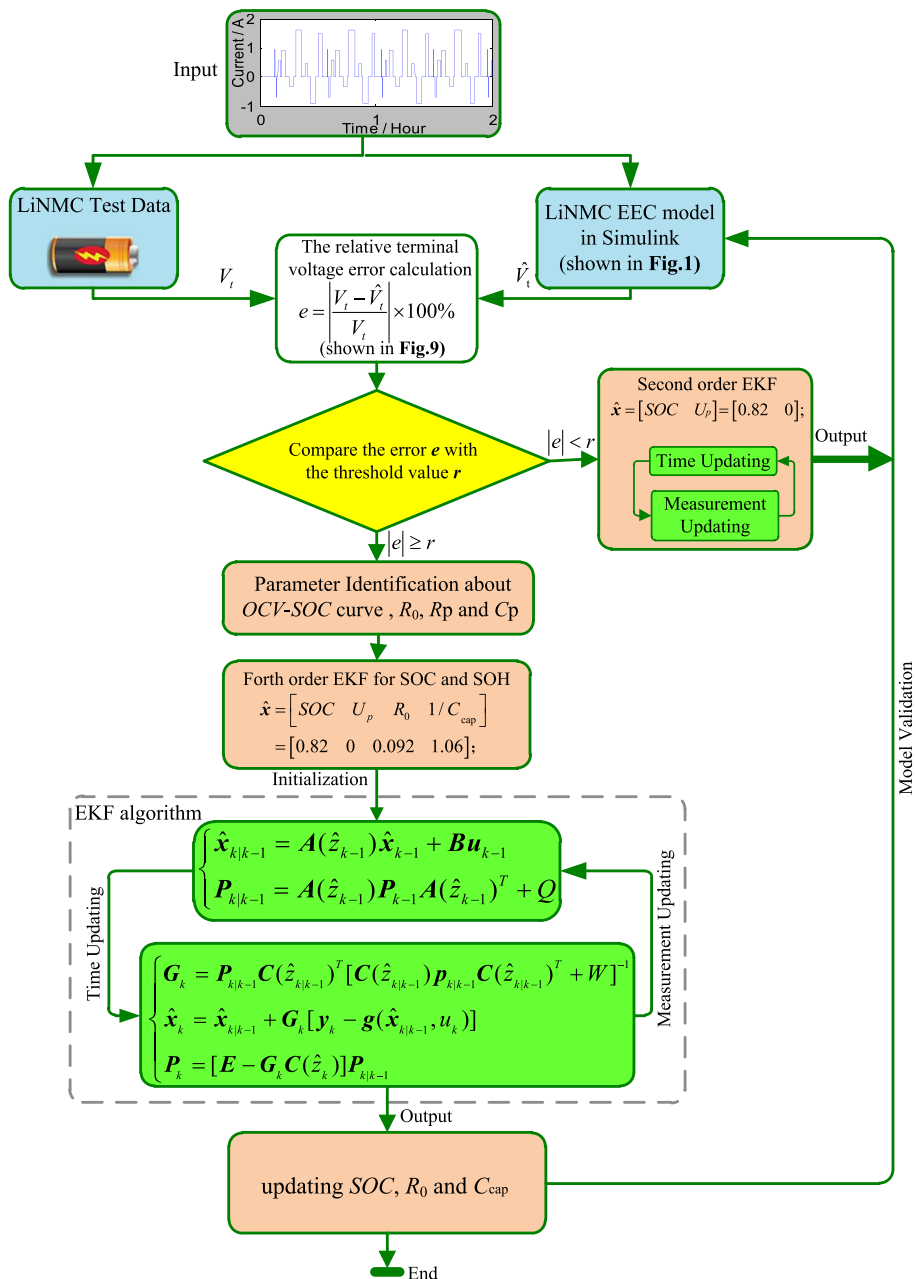 Input
Current / A
2
1
0
-1
0
1
2
Time / Hour
LiNMC Test Data
LiNMC EEC model
in Simulink
(shown in Fig.1)
V_t
V̂_t
The relative terminal
voltage error calculation
e = |(V_t − V̂_t) / V_t| × 100%
(shown in Fig.9)
Compare the error e with
the threshold value r
|e| < r
Second order EKF
x̂ = [SOC U_p] = [0.82 0];
Time Updating
Measurement
Updating
Output
|e| ≥ r
Parameter Identification about
OCV-SOC curve , R_0, Rp and Cp
Forth order EKF for SOC and SOH
x̂ = [SOC U_p R_0 1/C_cap]
= [0.82 0 0.092 1.06];
Initialization
Model Validation
EKF algorithm
x̂_{k|k−1} = A(ẑ_{k−1})x̂_{k−1} + Bu_{k−1}
P_{k|k−1} = A(ẑ_{k−1})P_{k−1}A(ẑ_{k−1})^T + Q
Time Updating
Measurement Updating
G_k = P_{k|k−1}C(ẑ_{k|k−1})^T[C(ẑ_{k|k−1})p_{k|k−1}C(ẑ_{k|k−1})^T + W]^{−1}
x̂_k = x̂_{k|k−1} + G_k[y_k − g(x̂_{k|k−1}, u_k)]
P_k = [E − G_kC(ẑ_k)]P_{k|k−1}
Output
updating SOC, R_0 and C_cap
End